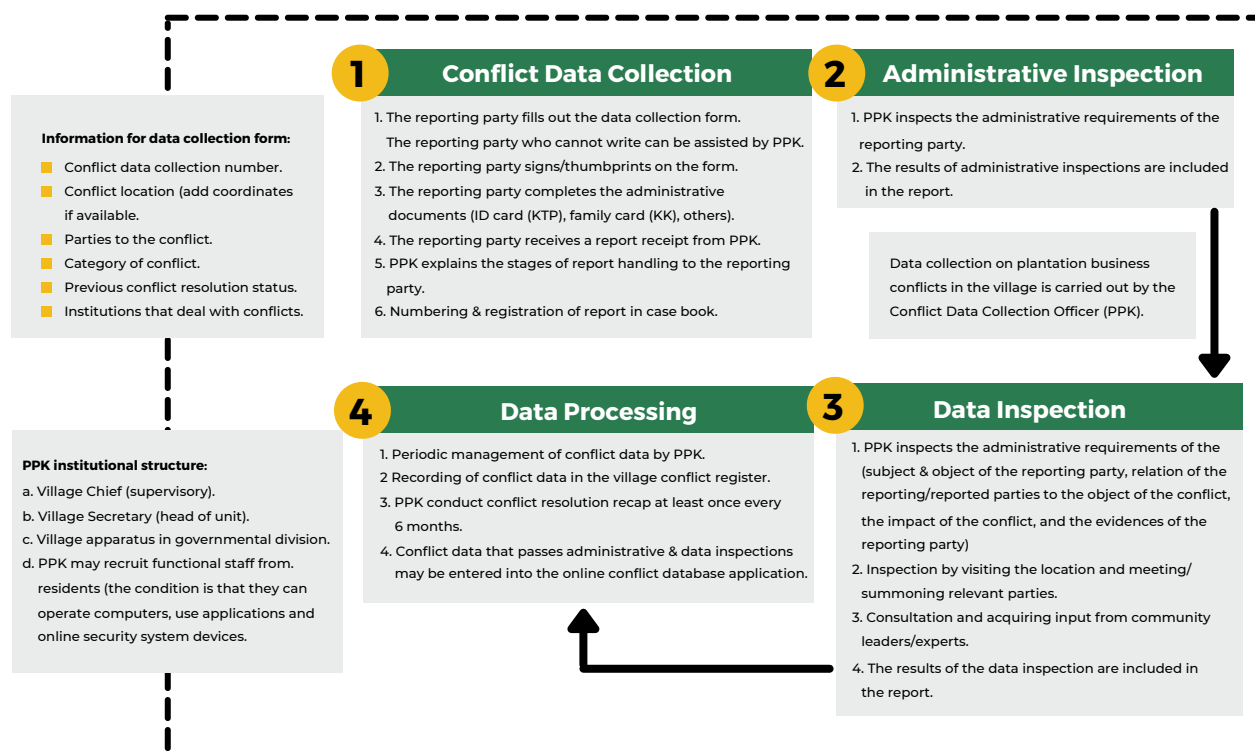 Information for data collection form:
Conflict data collection number.
Conflict location (add coordinates
if available.
Parties to the conflict.
Category of conflict.
Previous conflict resolution status.
Institutions that deal with conflicts.
PPK institutional structure:
a. Village Chief (supervisory).
b. Village Secretary (head of unit).
c. Village apparatus in governmental division.
d. PPK may recruit functional staff from.
residents (the condition is that they can
operate computers, use applications and
online security system devices.
1 Conflict Data Collection
1. The reporting party fills out the data collection form.
The reporting party who cannot write can be assisted by PPK.
2. The reporting party signs/thumbprints on the form.
3. The reporting party completes the administrative
documents (ID card (KTP), family card (KK), others).
4. The reporting party receives a report receipt from PPK.
5. PPK explains the stages of report handling to the reporting
party.
6. Numbering & registration of report in case book.
2 Administrative Inspection
1. PPK inspects the administrative requirements of the
reporting party.
2. The results of administrative inspections are included
in the report.
Data collection on plantation business
conflicts in the village is carried out by the
Conflict Data Collection Officer (PPK).
3 Data Inspection
1. PPK inspects the administrative requirements of the
(subject & object of the reporting party, relation of the
reporting/reported parties to the object of the conflict,
the impact of the conflict, and the evidences of the
reporting party)
2. Inspection by visiting the location and meeting/
summoning relevant parties.
3. Consultation and acquiring input from community
leaders/experts.
4. The results of the data inspection are included in
the report.
4 Data Processing
1. Periodic management of conflict data by PPK.
2 Recording of conflict data in the village conflict register.
3. PPK conduct conflict resolution recap at least once every
6 months.
4. Conflict data that passes administrative & data inspections
may be entered into the online conflict database application.